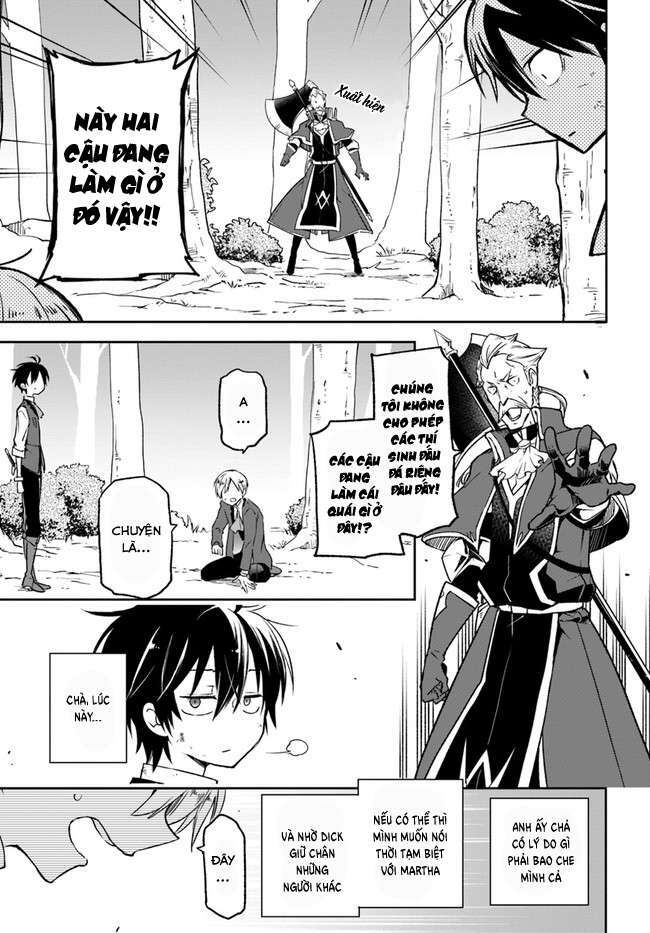 Xuất hiện
NÀY HAI
CẬU ĐANG
LÀM GÌ Ở
ĐÓ VẬY!!
CHÚNG
TÔI KHÔNG
CHO PHÉP
CÁC THÍ
SINH ĐẤU
ĐÁ RIÊNG
ĐÂU ĐẤY!
CÁC CẬU
ĐANG
LÀM CÁI
QUÁI GÌ Ở
ĐÂY!?
A
...
CHUYỆN
LÀ...
CHÀ, LÚC
NÀY...
ANH ẤY CHẢ
CÓ LÝ DO GÌ
PHẢI BAO CHE
MÌNH CẢ
NẾU CÓ THỂ THÌ
MÌNH MUỐN NÓI
THỜI TẠM BIỆT
VỚI MARTHA
VÀ NHỜ DICK
GIỮ CHÂN
NHỮNG
NGƯỜI KHÁC
ĐÂY
...